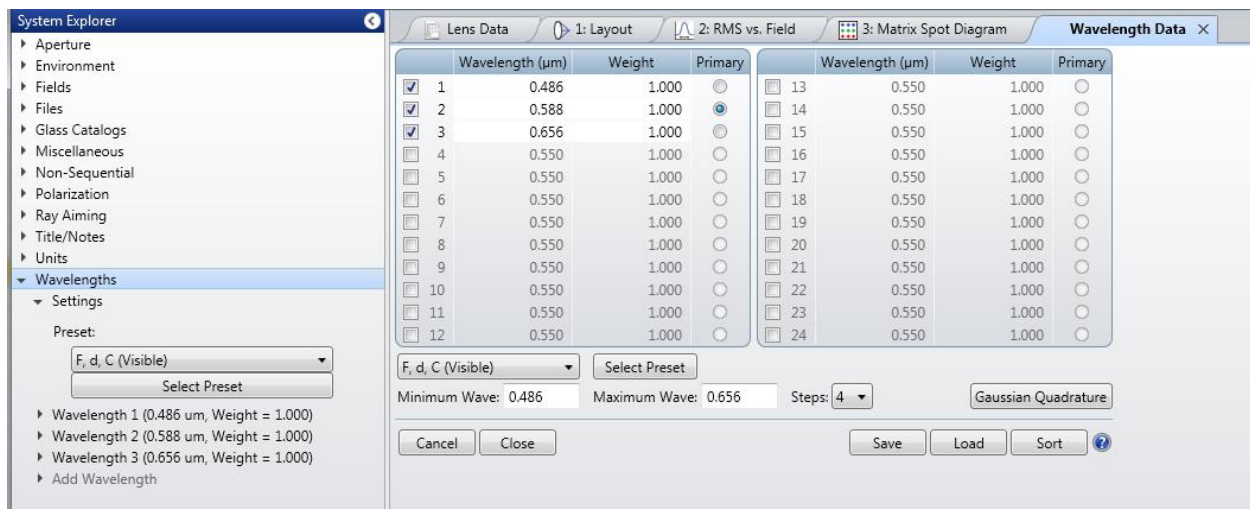 System Explorer
Aperture
Environment
Fields
Files
Glass Catalogs
Miscellaneous
Non-Sequential
Polarization
Ray Aiming
Title/Notes
Units
Wavelengths
Settings
Preset:
F, d, C (Visible)
Select Preset
Wavelength 1 (0.486 um, Weight = 1.000)
Wavelength 2 (0.588 um, Weight = 1.000)
Wavelength 3 (0.656 um, Weight = 1.000)
Add Wavelength
Lens Data 1: Layout 2: RMS vs. Field 3: Matrix Spot Diagram Wavelength Data
Wavelength (µm) Weight Primary Wavelength (µm) Weight Primary
1 0.486 1.000 13 0.550 1.000
2 0.588 1.000 14 0.550 1.000
3 0.656 1.000 15 0.550 1.000
4 0.550 1.000 16 0.550 1.000
5 0.550 1.000 17 0.550 1.000
6 0.550 1.000 18 0.550 1.000
7 0.550 1.000 19 0.550 1.000
8 0.550 1.000 20 0.550 1.000
9 0.550 1.000 21 0.550 1.000
10 0.550 1.000 22 0.550 1.000
11 0.550 1.000 23 0.550 1.000
12 0.550 1.000 24 0.550 1.000
F, d, C (Visible) Select Preset
Minimum Wave: 0.486 Maximum Wave: 0.656 Steps: 4 Gaussian Quadrature
Cancel Close Save Load Sort ?